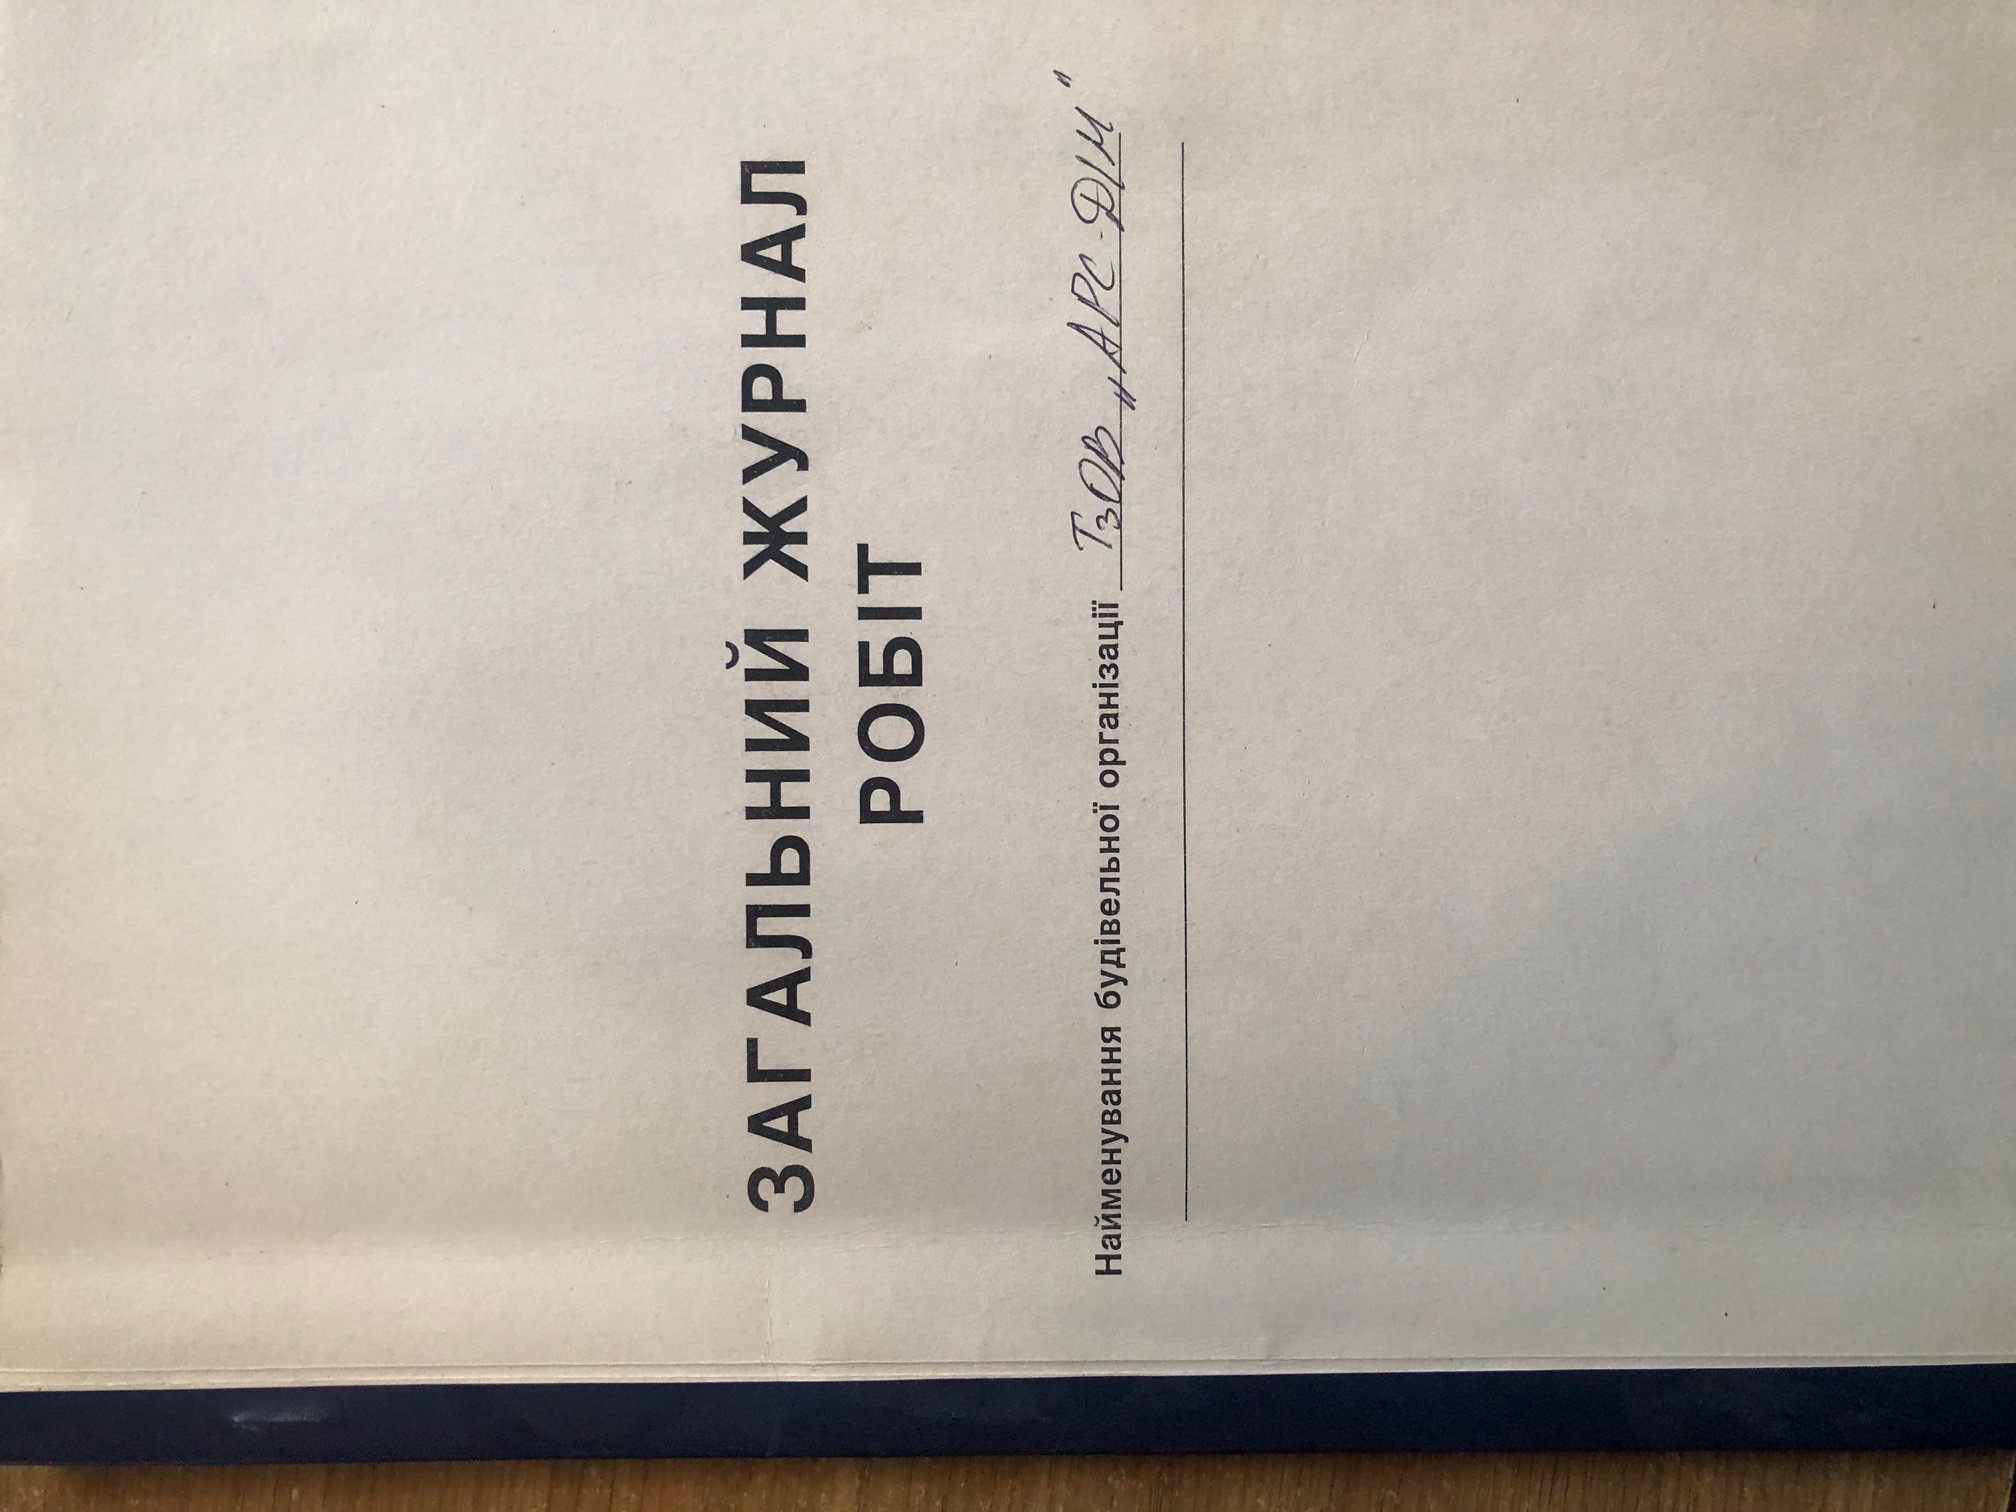 ЗАГАЛЬНИЙ ЖУРНАЛ
РОБІТ
Найменування будівельної організації ТзОВ „АРС-ДІМ"